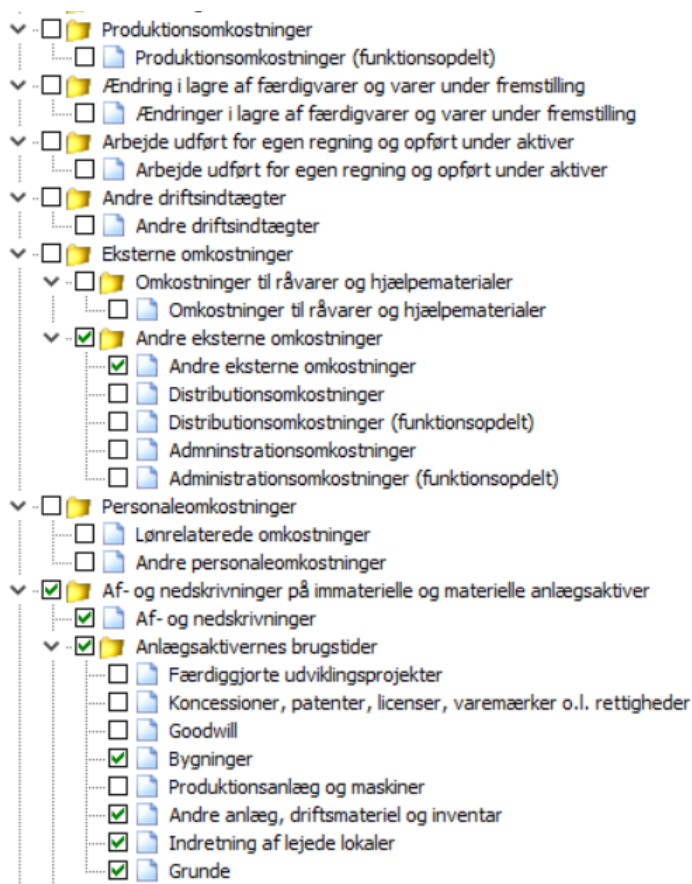 Produktionsomkostninger
Produktionsomkostninger (funktionsopdelt)
Ændring i lagre af færdigvarer og varer under fremstilling
Ændringer i lagre af færdigvarer og varer under fremstilling
Arbejde udført for egen regning og opført under aktiver
Arbejde udført for egen regning og opført under aktiver
Andre driftsindtægter
Andre driftsindtægter
Eksterne omkostninger
Omkostninger til råvarer og hjælpematerialer
Omkostninger til råvarer og hjælpematerialer
Andre eksterne omkostninger
Andre eksterne omkostninger
Distributionsomkostninger
Distributionsomkostninger (funktionsopdelt)
Admninstrationsomkostninger
Administrationsomkostninger (funktionsopdelt)
Personaleomkostninger
Lønrelaterede omkostninger
Andre personaleomkostninger
Af- og nedskrivninger på immaterielle og materielle anlægsaktiver
Af- og nedskrivninger
Anlægsaktivernes brugstider
Færdiggjorte udviklingsprojekter
Koncessioner, patenter, licenser, varemærker o.l. rettigheder
Goodwill
Bygninger
Produktionsanlæg og maskiner
Andre anlæg, driftsmateriel og inventar
Indretning af lejede lokaler
Grunde